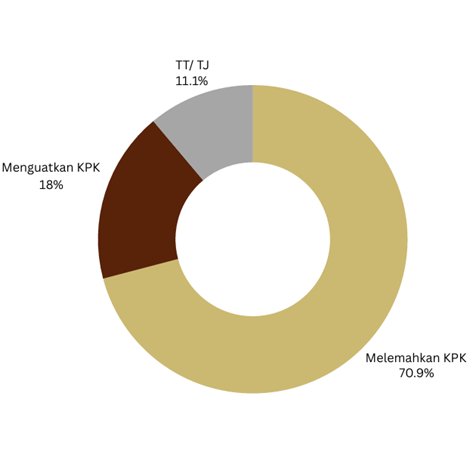 TT/ TJ
11.1%
Menguatkan KPK
18%
Melemahkan KPK
70.9%